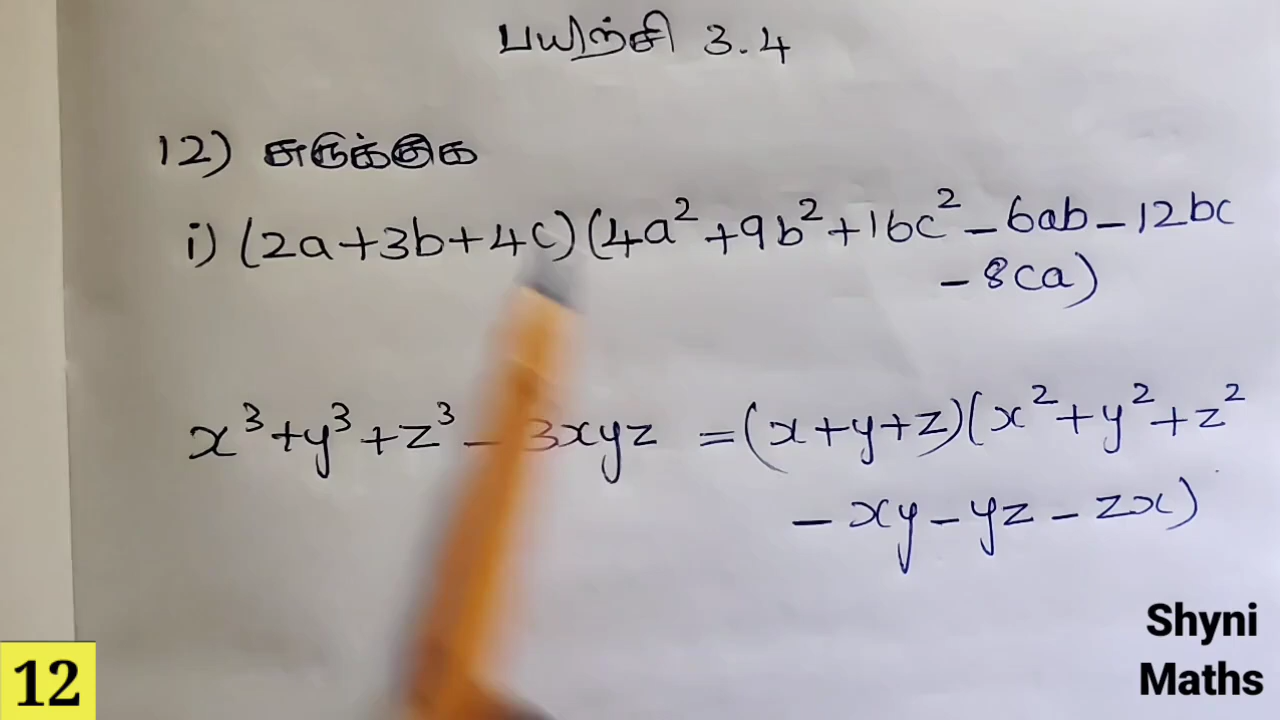 பயிற்சி 3.4
12) சுருக்குக
i) (2a+3b+4c)(4a²+9b²+16c²-6ab-12bc
-8ca)
x³+y³+z³-3xyz =(x+y+z)(x²+y²+z²
-xy-yz-zx)
Shyni
Maths
12